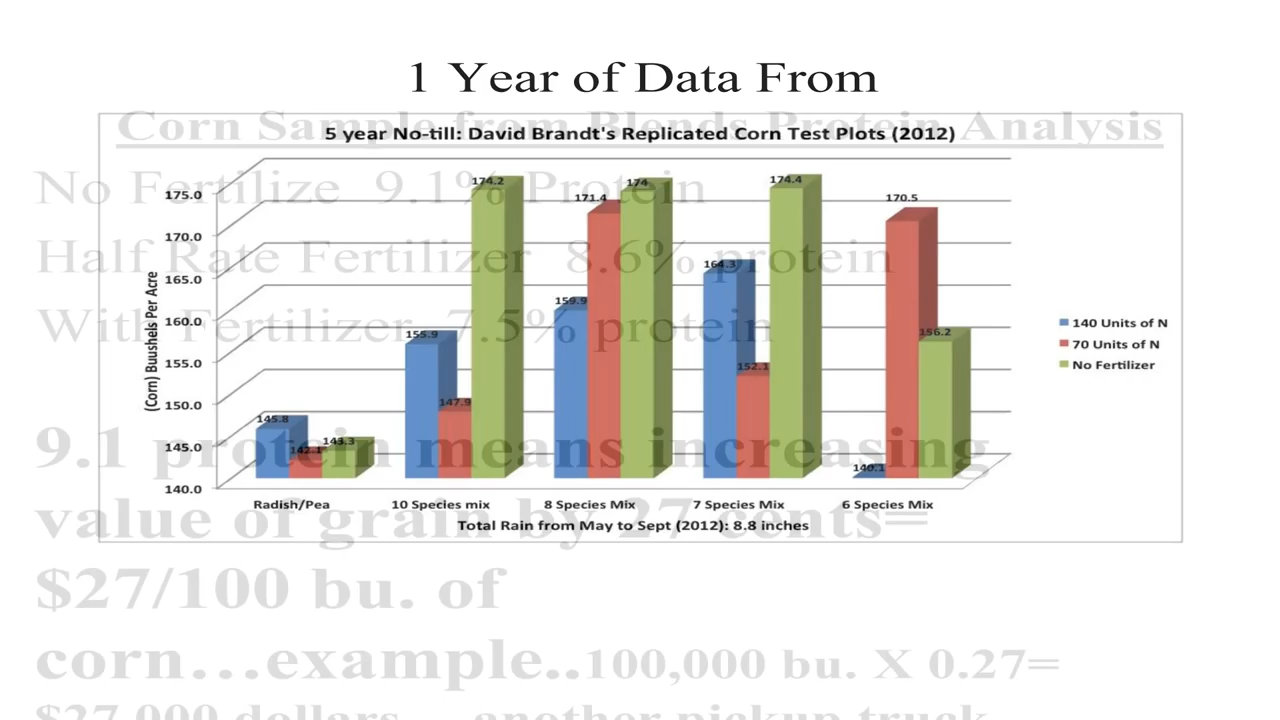 1 Year of Data From
Corn Sample from Blends Protein Analysis
5 year No-till: David Brandt's Replicated Corn Test Plots (2012)
No Fertilize 9.1% Protein
Half Rate Fertilizer 8.6% protein
With Fertilizer 7.5% protein
9.1 protein means increasing
value of grain by 27 cents=
$27/100 bu. of
corn...example..100,000 bu. X 0.27=
$27,000 dollars.... another pickup truck
(Corn) Buushels Per Acre
175.0
170.0
165.0
160.0
155.0
150.0
145.0
140.0
145.8
142.1
143.3
155.9
147.9
174.2
159.9
171.4
174
164.3
152.1
174.4
140.1
170.5
156.2
Radish/Pea
10 Species mix
8 Species Mix
7 Species Mix
6 Species Mix
Total Rain from May to Sept (2012): 8.8 inches
140 Units of N
70 Units of N
No Fertilizer